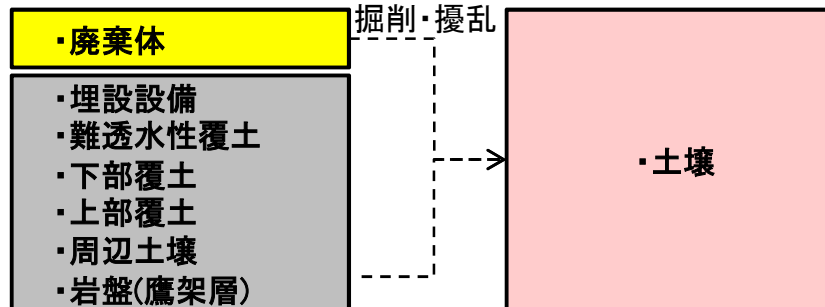 ・廃棄体
掘削・擾乱
・埋設設備
・難透水性覆土
・下部覆土
・上部覆土
・周辺土壌
・岩盤(鷹架層)
・土壌